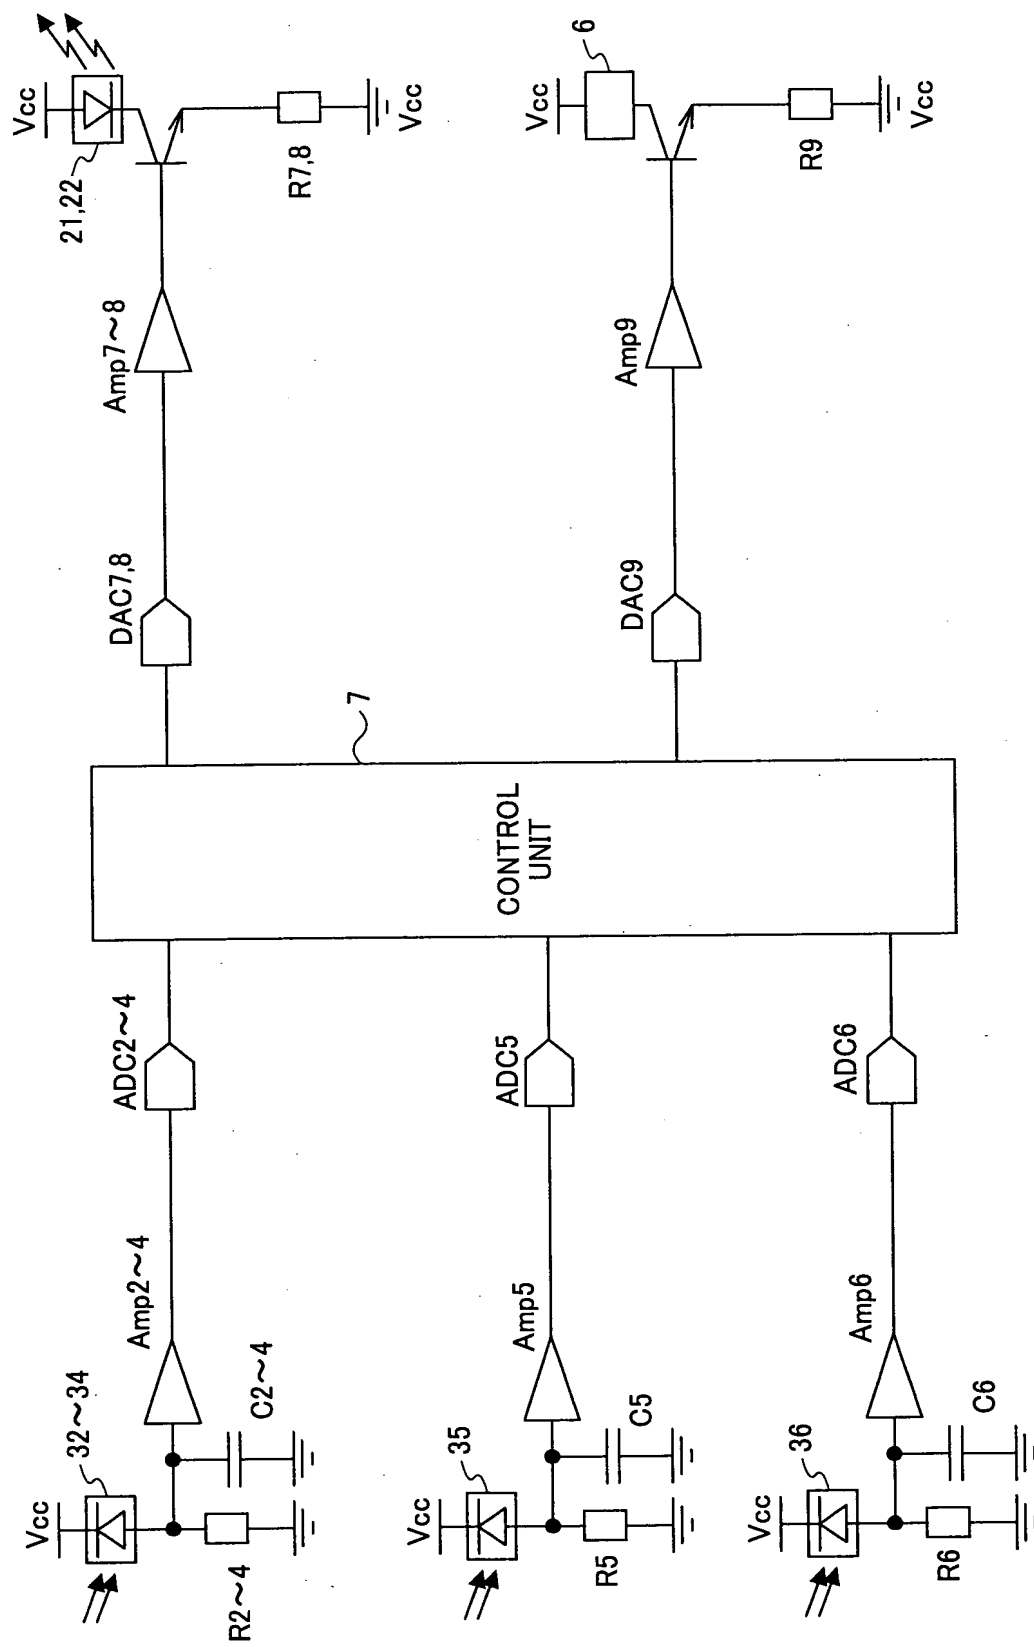 Vcc
32~34
R2~4
C2~4
Amp2~4
ADC2~4
Vcc
35
R5
C5
Amp5
ADC5
Vcc
36
R6
C6
Amp6
ADC6
CONTROL
UNIT
7
DAC7,8
Amp7~8
21,22
Vcc
R7,8
Vcc
DAC9
Amp9
Vcc
6
R9
Vcc